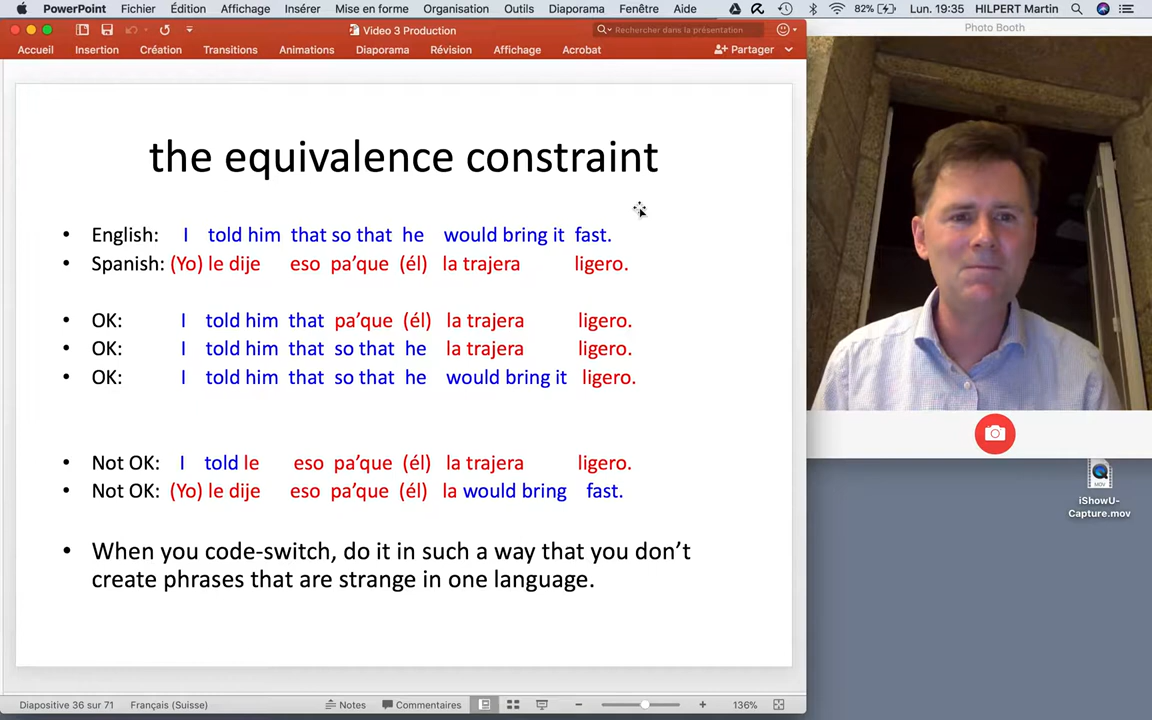 PowerPoint Fichier Édition Affichage Insérer Mise en forme Organisation Outils Diaporama Fenêtre Aide 82% Lun. 19:35 HILPERT Martin
Video 3 Production
Rechercher dans la présentation
Photo Booth
Accueil Insertion Création Transitions Animations Diaporama Révision Affichage Acrobat Partager
the equivalence constraint
• English: I told him that so that he would bring it fast.
• Spanish: (Yo) le dije eso pa'que (él) la trajera ligero.
• OK: I told him that pa'que (él) la trajera ligero.
• OK: I told him that so that he la trajera ligero.
• OK: I told him that so that he would bring it ligero.
• Not OK: I told le eso pa'que (él) la trajera ligero.
• Not OK: (Yo) le dije eso pa'que (él) la would bring fast.
• When you code-switch, do it in such a way that you don't
create phrases that are strange in one language.
MOV
iShowU-
Capture.mov
Diapositive 36 sur 71 Français (Suisse) Notes Commentaires 136%